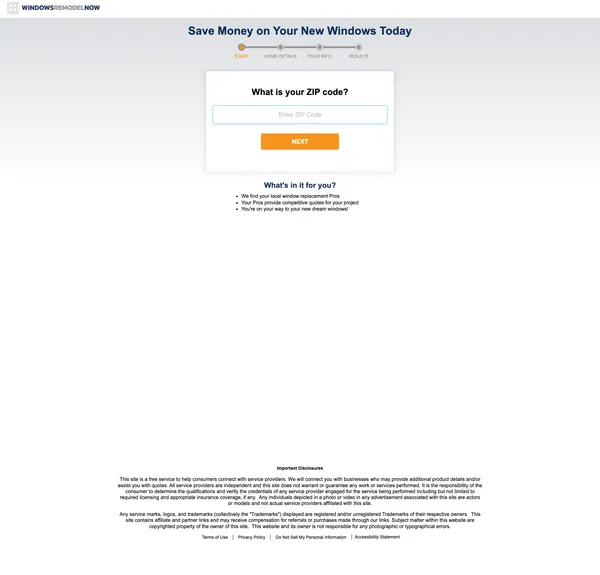 WINDOWSREMODELNOW
Save Money on Your New Windows Today
START HOME DETAILS YOUR INFO RESULTS
What is your ZIP code?
Enter ZIP Code
NEXT
What's in it for you?
• We find your local window replacement Pros
• Your Pros provide competitive quotes for your project
• You're on your way to your new dream windows!
Important Disclosures
This site is a free service to help consumers connect with service providers. We will connect you with businesses who may provide additional product details and/or
assist you with quotes. All service providers are independent and this site does not warrant or guarantee any work or services performed. It is the responsibility of the
consumer to determine the qualifications and verify the credentials of any service provider engaged for the service being performed including but not limited to
required licensing and appropriate insurance coverage, if any. Any individuals depicted in a photo or video in any advertisement associated with this site are actors
or models and not actual service providers affiliated with this site.
Any service marks, logos, and trademarks (collectively the "Trademarks") displayed are registered and/or unregistered Trademarks of their respective owners. This
site contains affiliate and partner links and may receive compensation for referrals or purchases made through our links. Subject matter within this website are
copyrighted property of the owner of this site. This website and its owner is not responsible for any photographic or typographical errors.
Terms of Use | Privacy Policy | Do Not Sell My Personal Information | Accessibility Statement